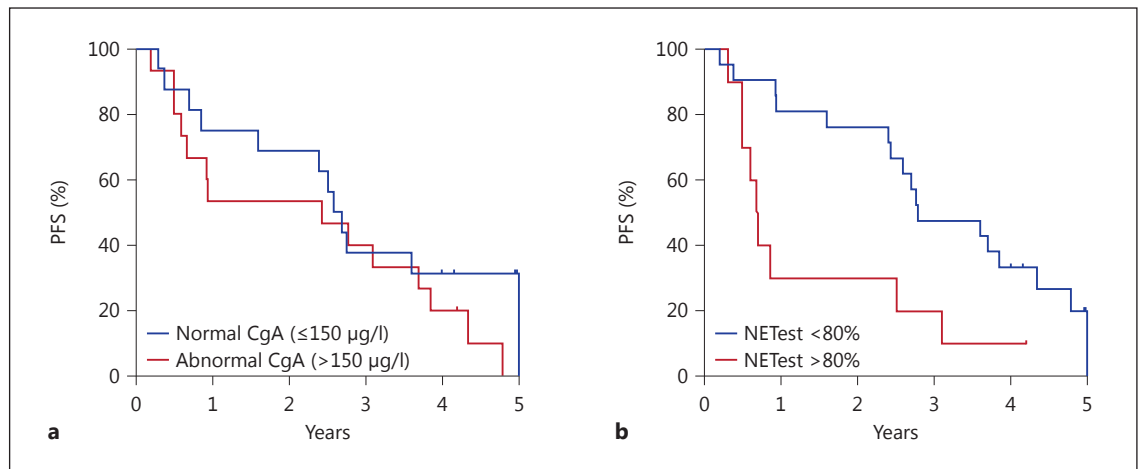 100
80
60
40
20
0
PFS (%)
Normal CgA (≤150 µg/l)
Abnormal CgA (>150 µg/l)
0 1 2 3 4 5
Years
a
100
80
60
40
20
0
PFS (%)
NETest <80%
NETest >80%
0 1 2 3 4 5
Years
b